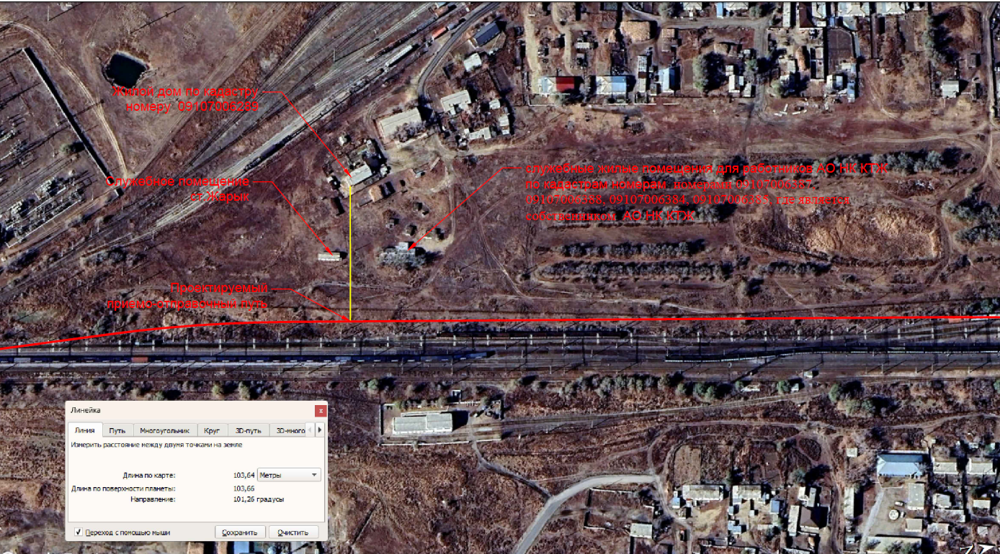 Жилой дом по кадастру
номеру 09107006289
Служебное помещение
ст Жарык
служебные жилые помещения для работников АО НК КТЖ
по кадастрам номерам номерами 09107006387,
09107006388, 09107006384, 09107006385, где является
собственником АО НК КТЖ
Проектируемый
приемо-отправочный путь
Линейка
Линия Путь Многоугольник Круг 3D-путь 3D-много
Измерить расстояние между двумя точками на земле
Длина по карте: 103,64 Метры
Длина по поверхности планеты: 103,66
Направление: 101,26 градусы
Переход с помощью мыши Сохранить Очистить